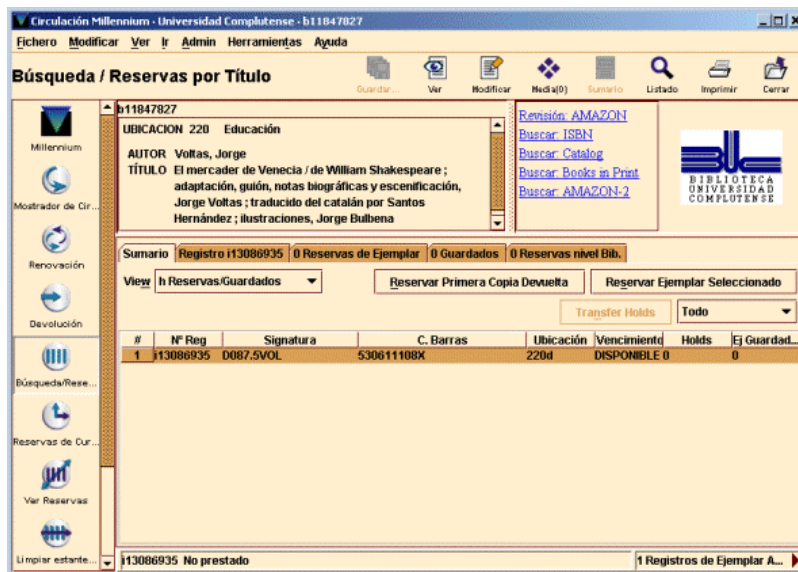 Circulación Millennium · Universidad Complutense · b11847827
Fichero Modificar Ver Ir Admin Herramientas Ayuda
Búsqueda / Reservas por Título
Guardar... Ver Modificar Media(0) Sumario Listado Imprimir Cerrar
Millennium
Mostrador de Cir...
Renovación
Devolución
Búsqueda/Rese...
Reservas de Cur...
Ver Reservas
Limpiar estante...
b11847827
UBICACION 220 Educación
AUTOR Voltas, Jorge
TÍTULO El mercader de Venecia / de William Shakespeare ;
adaptación, guión, notas biográficas y escenificación,
Jorge Voltas ; traducido del catalán por Santos
Hernández ; ilustraciones, Jorge Bulbena
Revisión: AMAZON
Buscar: ISBN
Buscar: Catalog
Buscar: Books in Print
Buscar: AMAZON-2
BIBLIOTECA
UNIVERSIDAD
COMPLUTENSE
Sumario Registro i13086935 0 Reservas de Ejemplar 0 Guardados 0 Reservas nivel Bib.
View h Reservas/Guardados Reservar Primera Copia Devuelta Reservar Ejemplar Seleccionado
Transfer Holds Todo
# Nº Reg Signatura C. Barras Ubicación Vencimiento Holds Ej Guardad...
1 i13086935 D087.5VOL 530611108X 220d DISPONIBLE 0 0
i13086935 No prestado 1 Registros de Ejemplar A...